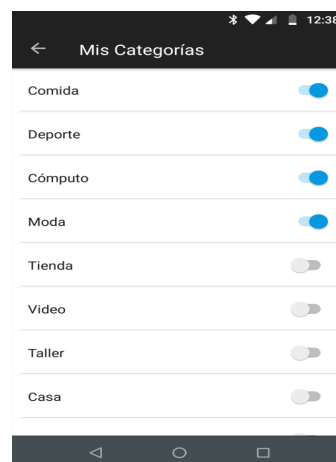 12:38
Mis Categorías
Comida
Deporte
Cómputo
Moda
Tienda
Video
Taller
Casa